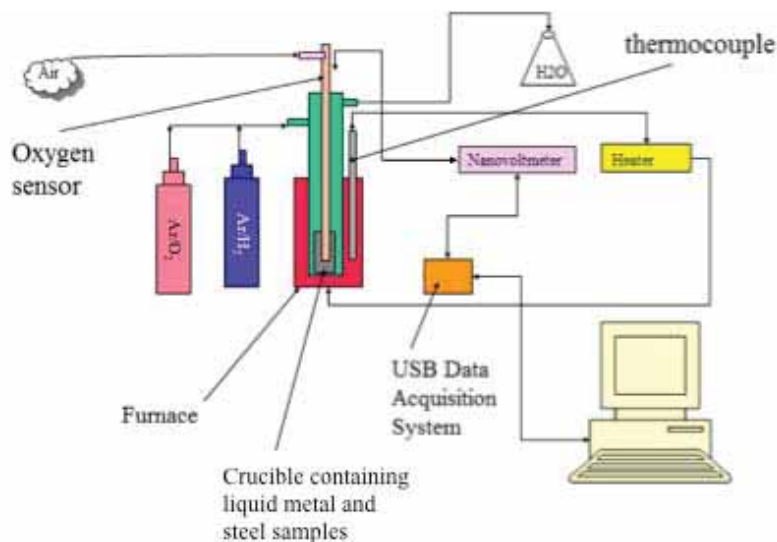 thermocouple
Air
H2O
Oxygen
sensor
Nanovoltmeter
Heater
Ar/O₂
Ar/H₂
USB Data
Acquisition
System
Furnace
Crucible containing
liquid metal and
steel samples